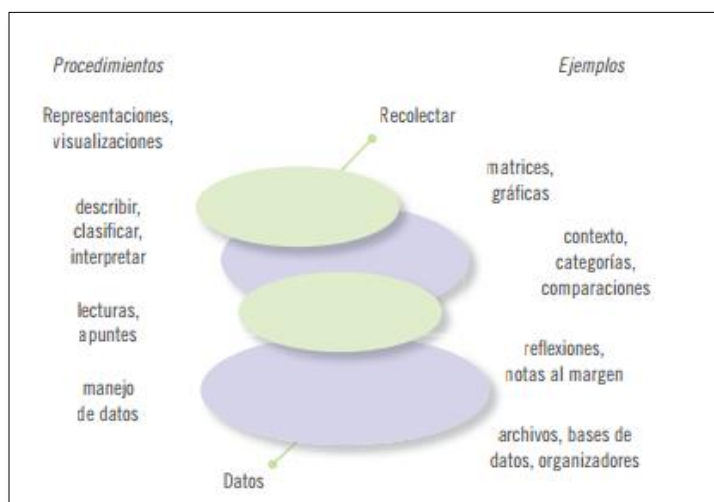 Procedimientos
Ejemplos
Representaciones,
visualizaciones
Recolectar
matrices,
gráficas
describir,
clasificar,
interpretar
contexto,
categorías,
comparaciones
lecturas,
apuntes
reflexiones,
notas al margen
manejo
de datos
archivos, bases de
datos, organizadores
Datos